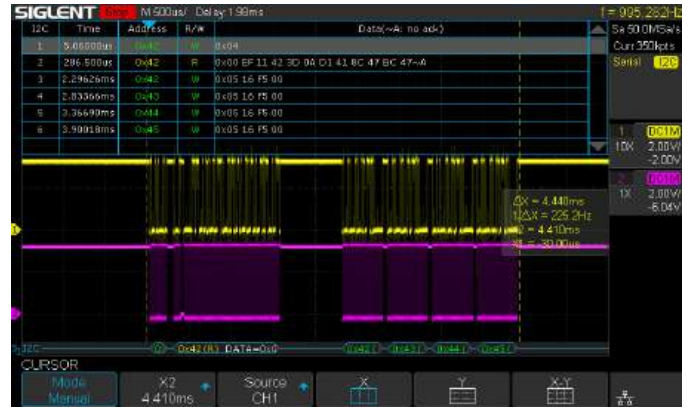 SIGLENT Stop M 500us/ Delay:1.98ms f = 995.282Hz
I2C Time Address R/W Data(~A: no ack) Sa 50.0MSa/s
1 5.06000us 0x42 W 0x04 Curr 350kpts
2 286.500us 0x42 R 0x00 EF 11 42 3D 0A D1 41 8C 47 BC 47~A Serial I2C
3 2.29626ms 0x42 W 0x05 16 F5 00
4 2.83366ms 0x43 W 0x05 16 F5 00
5 3.36690ms 0x44 W 0x05 16 F5 00
6 3.90018ms 0x45 W 0x05 16 F5 00
1 DC1M
10X 2.00V/
-2.00V
2 DC1M
1X 2.00V/
-6.04V
ΔX = 4.440ms
1/ΔX = 225.2Hz
X2 = 4.410ms
X1 = -30.00us
I2C 0x42(R) DATA=0x0 0x42( 0x43( 0x44( 0x45(
CURSOR
Mode X2 Source X Y X-Y
Manual 4.410ms CH1